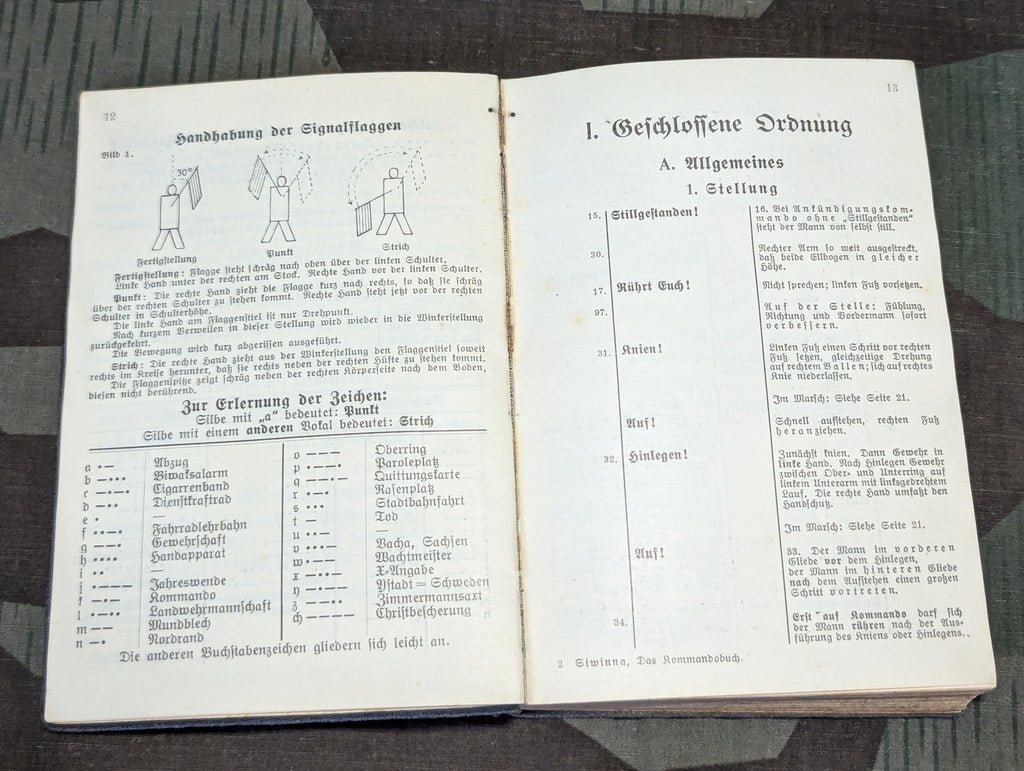 12
Handhabung der Signalflaggen
Bild 1.
30°
Fertigstellung
Punkt
Strich
Fertigstellung: Flagge steht schräg nach oben über der linken Schulter.
Linke Hand unter der rechten am Stock. Rechte Hand vor der linken Schulter.
Punkt: Die rechte Hand zieht die Flagge kurz nach rechts, so daß sie schräg
über der rechten Schulter zu stehen kommt. Rechte Hand steht jetzt vor der rechten
Schulter in Schulterhöhe.
Die linke Hand am Flaggenstiel ist nur Drehpunkt.
Nach kurzem Verweilen in dieser Stellung wird wieder in die Winkerstellung
zurückgekehrt.
Die Bewegung wird kurz abgerissen ausgeführt.
Strich: Die rechte Hand zieht aus der Winkerstellung den Flaggenstiel soweit
rechts im Kreise herunter, daß sie rechts neben der rechten Hüfte zu stehen kommt.
Die Flaggenspitze zeigt schräg neben der rechten Körperseite nach dem Boden,
diesen nicht berührend.
Zur Erlernung der Zeichen:
Silbe mit „a“ bedeutet: Punkt
Silbe mit einem anderen Vokal bedeutet: Strich
a •— Abzug
b —••• Biwaksalarm
c —•—• Cigarrenband
d —•• Dienstkraftrad
e • —
f ••—• Fahrradlehrbahn
g ——• Gewehrschaft
h •••• Handapparat
i •• —
j •——— Jahreswende
k —•— Kommando
l •—•• Landwehrmannschaft
m —— Mundblech
n —• Nordrand
o ——— Oberring
p •——• Paroleplatz
q ——•— Quittungskarte
r •—• Rasenplatz
s ••• Stadtbahnfahrt
t — Tod
u ••— —
v •••— Vacha, Sachsen
w •—— Wachtmeister
x —••— X-Angabe
y —•—— Ystadt = Schweden
z ——•• Zimmermannsaxt
ch ———— Christbescherung
Die anderen Buchstabenzeichen gliedern sich leicht an.
13
I. Geschlossene Ordnung
A. Allgemeines
1. Stellung
15. Stillgestanden!
16. Bei Ankündigungskom-
mando ohne „Stillgestanden“
steht der Mann von selbst still.
30.
Rechter Arm so weit ausgestreckt,
daß beide Ellbogen in gleicher
Höhe.
17. Rührt Euch!
Nicht sprechen; linken Fuß vorsetzen.
97.
Auf der Stelle: Fühlung,
Richtung und Vordermann sofort
verbessern.
31. Knien!
Linken Fuß einen Schritt vor rechten
Fuß setzen, gleichzeitige Drehung
auf rechtem Ballen; sich auf rechtes
Knie niederlassen.
Im Marsch: Siehe Seite 21.
Auf!
Schnell aufstehen, rechten Fuß
heranziehen.
32. Hinlegen!
Zunächst knien. Dann Gewehr in
linke Hand. Nach Hinlegen Gewehr
zwischen Ober- und Unterring auf
linkem Unterarm mit linksgedrehtem
Lauf. Die rechte Hand umfaßt den
Handschutz.
Im Marsch: Siehe Seite 21.
Auf!
33. Der Mann im vorderen
Gliede vor dem Hinlegen,
der Mann im hinteren Gliede
nach dem Aufstehen einen großen
Schritt vortreten.
34.
Erst auf Kommando darf sich
der Mann rühren nach der Aus-
führung des Kniens oder Hinlegens.
2 Siwinna, Das Kommandobuch.